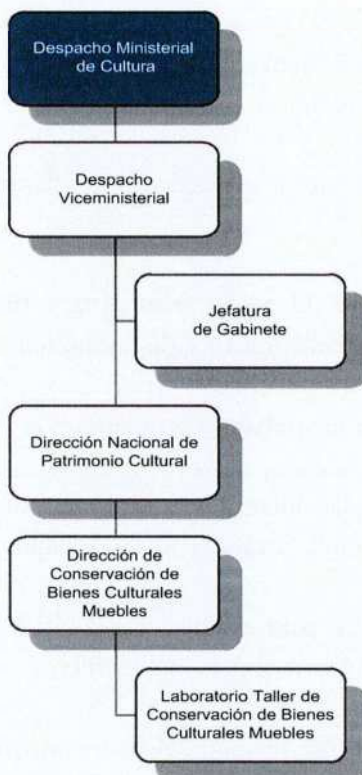 Despacho Ministerial
de Cultura
Despacho
Viceministerial
Jefatura
de Gabinete
Dirección Nacional de
Patrimonio Cultural
Dirección de
Conservación de
Bienes Culturales
Muebles
Laboratorio Taller de
Conservación de Bienes
Culturales Muebles